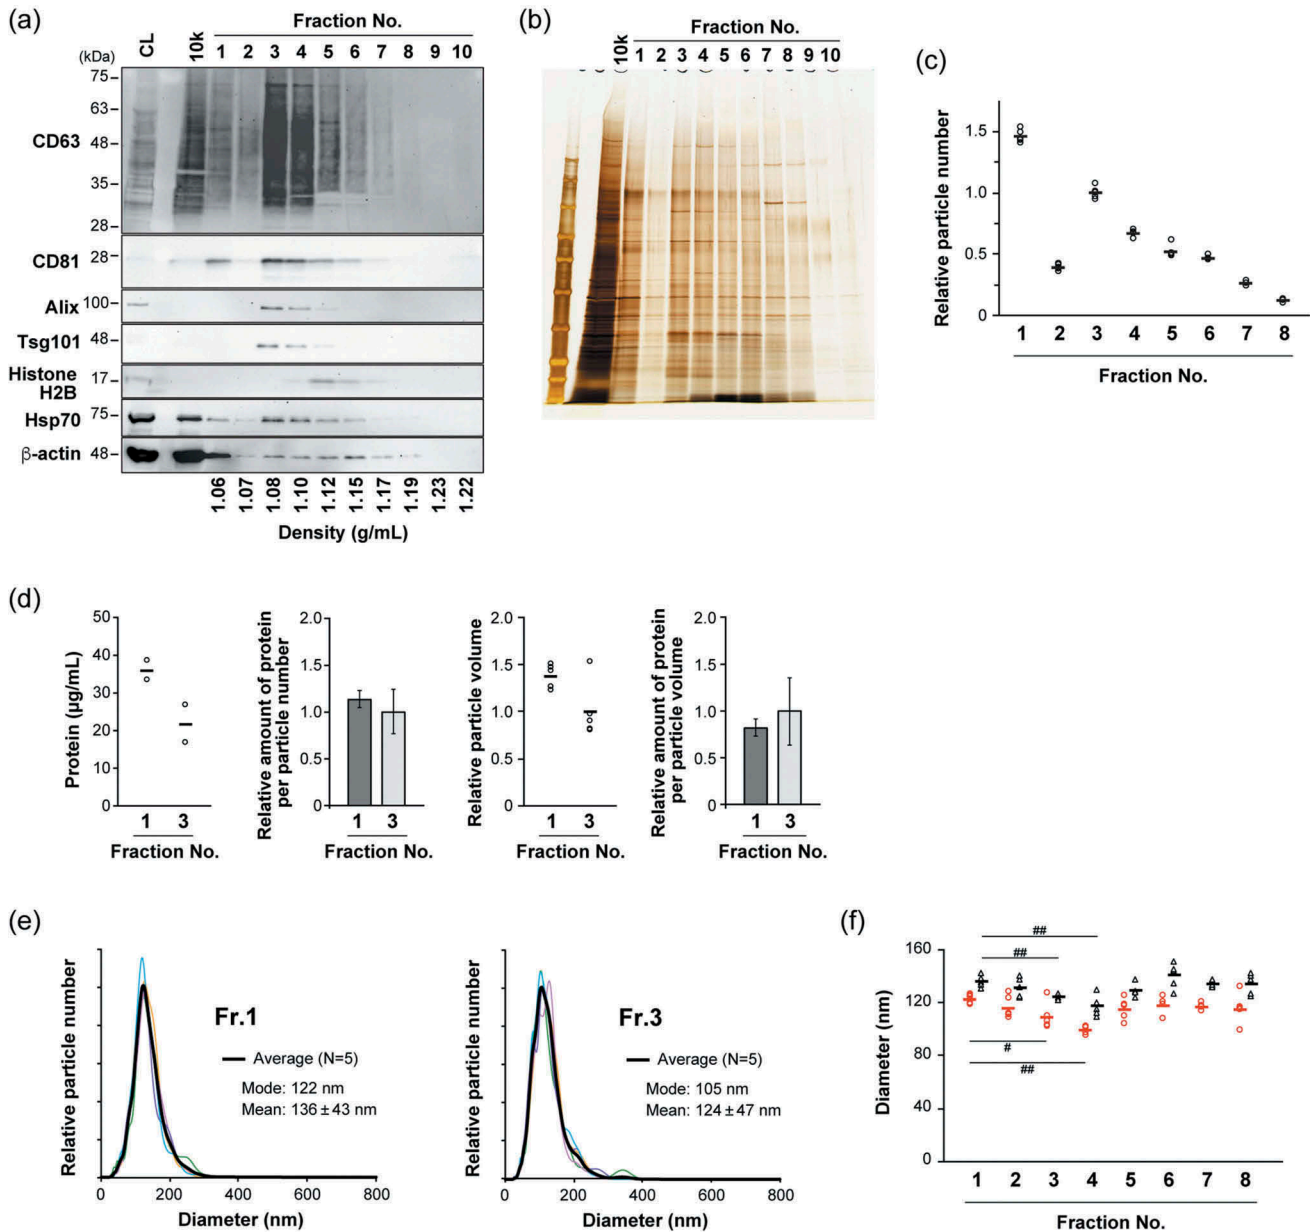 (a)
Fraction No.
CL 10k 1 2 3 4 5 6 7 8 9 10
(kDa)
CD63
75
63
48
35
28
CD81 28
Alix 100
Tsg101 48
Histone H2B 17
Hsp70 75
β-actin 48
1.06 1.07 1.08 1.10 1.12 1.15 1.17 1.19 1.23 1.22
Density (g/mL)
(b)
Fraction No.
10k 1 2 3 4 5 6 7 8 9 10
(c)
Relative particle number
1.5
1.0
0.5
0
1 2 3 4 5 6 7 8
Fraction No.
(d)
Protein (µg/mL)
50
40
30
20
10
0
1 3
Fraction No.
Relative amount of protein
per particle number
2.0
1.5
1.0
0.5
0
1 3
Fraction No.
Relative particle volume
2.0
1.5
1.0
0.5
0
1 3
Fraction No.
Relative amount of protein
per particle volume
2.0
1.5
1.0
0.5
0
1 3
Fraction No.
(e)
Relative particle number
Fr.1
Average (N=5)
Mode: 122 nm
Mean: 136 ± 43 nm
0 200 400 600 800
Diameter (nm)
Relative particle number
Fr.3
Average (N=5)
Mode: 105 nm
Mean: 124 ± 47 nm
0 200 400 600 800
Diameter (nm)
(f)
Diameter (nm)
160
120
80
40
0
##
##
#
##
1 2 3 4 5 6 7 8
Fraction No.